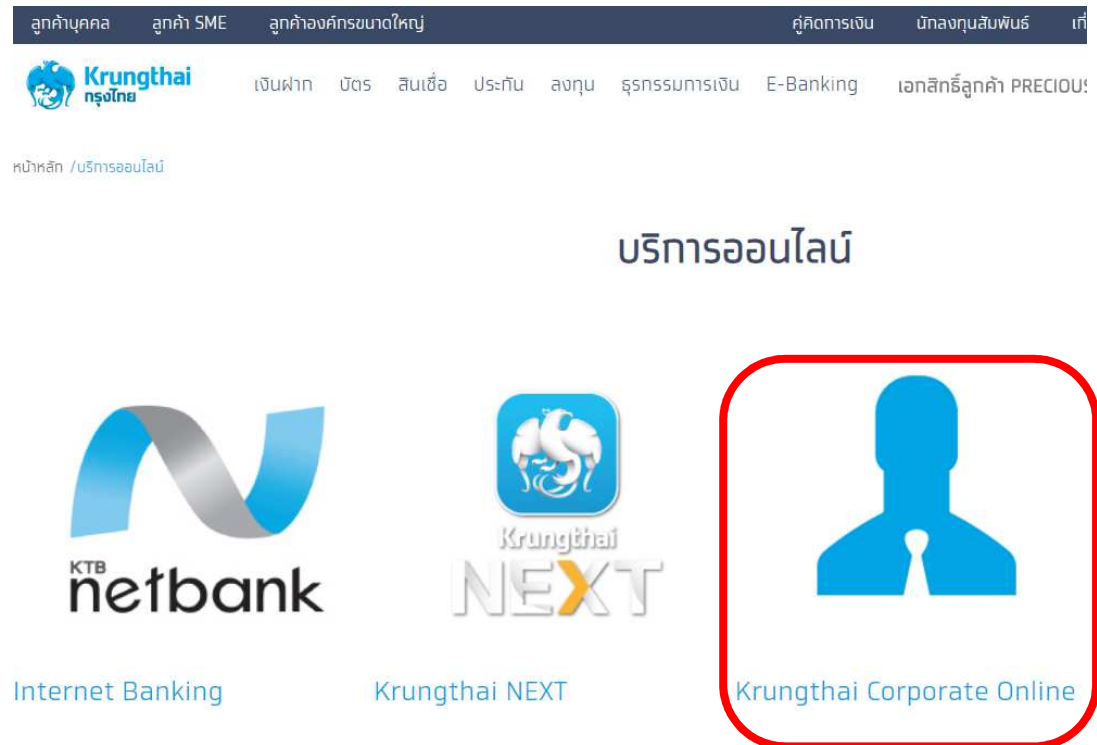 ลูกค้าบุคคล ลูกค้า SME ลูกค้าองค์กรขนาดใหญ่ คู่คิดการเงิน นักลงทุนสัมพันธ์
Krungthai
กรุงไทย
เงินฝาก บัตร สินเชื่อ ประกัน ลงทุน ธุรกรรมการเงิน E-Banking เอกสิทธิ์ลูกค้า PRECIOUS
หน้าหลัก /บริการออนไลน์
บริการออนไลน์
KTB
netbank
Krungthai
NEXT
Internet Banking Krungthai NEXT Krungthai Corporate Online